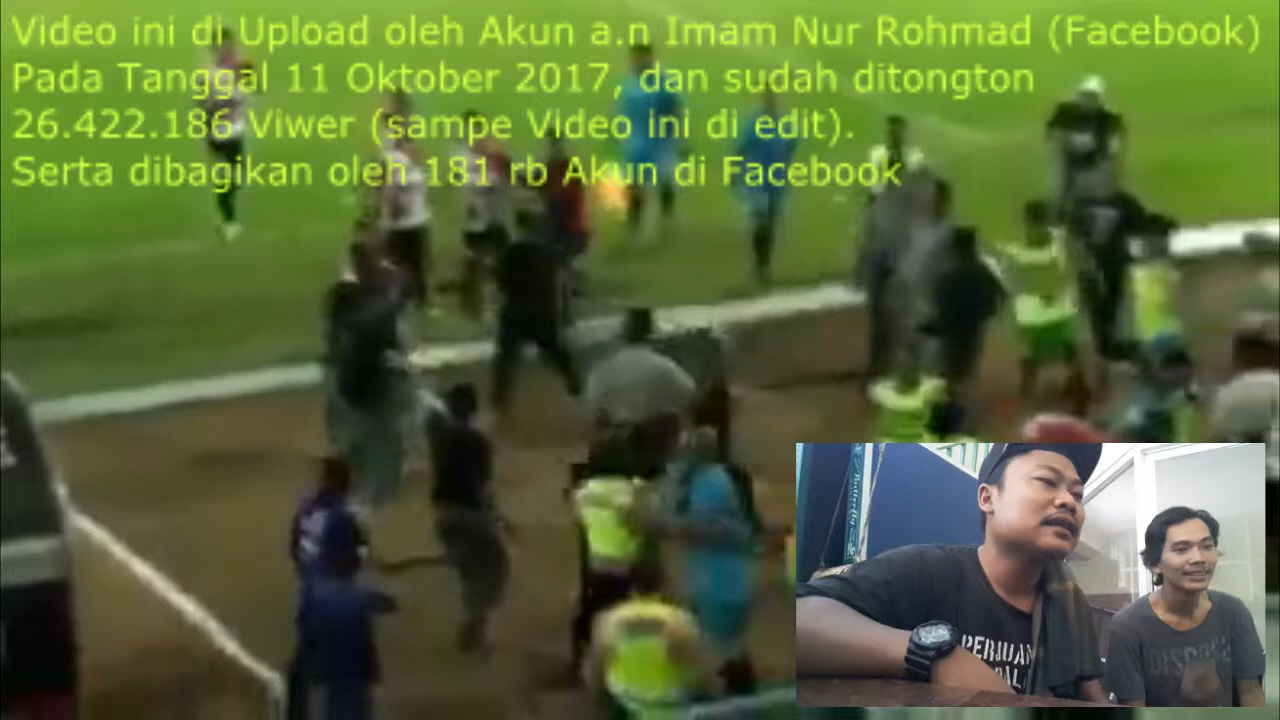 Video ini di Upload oleh Akun a.n Imam Nur Rohmad (Facebook)
Pada Tanggal 11 Oktober 2017, dan sudah ditongton
26.422.186 Viwer (sampe Video ini di edit).
Serta dibagikan oleh 181 rb Akun di Facebook
Butterfly